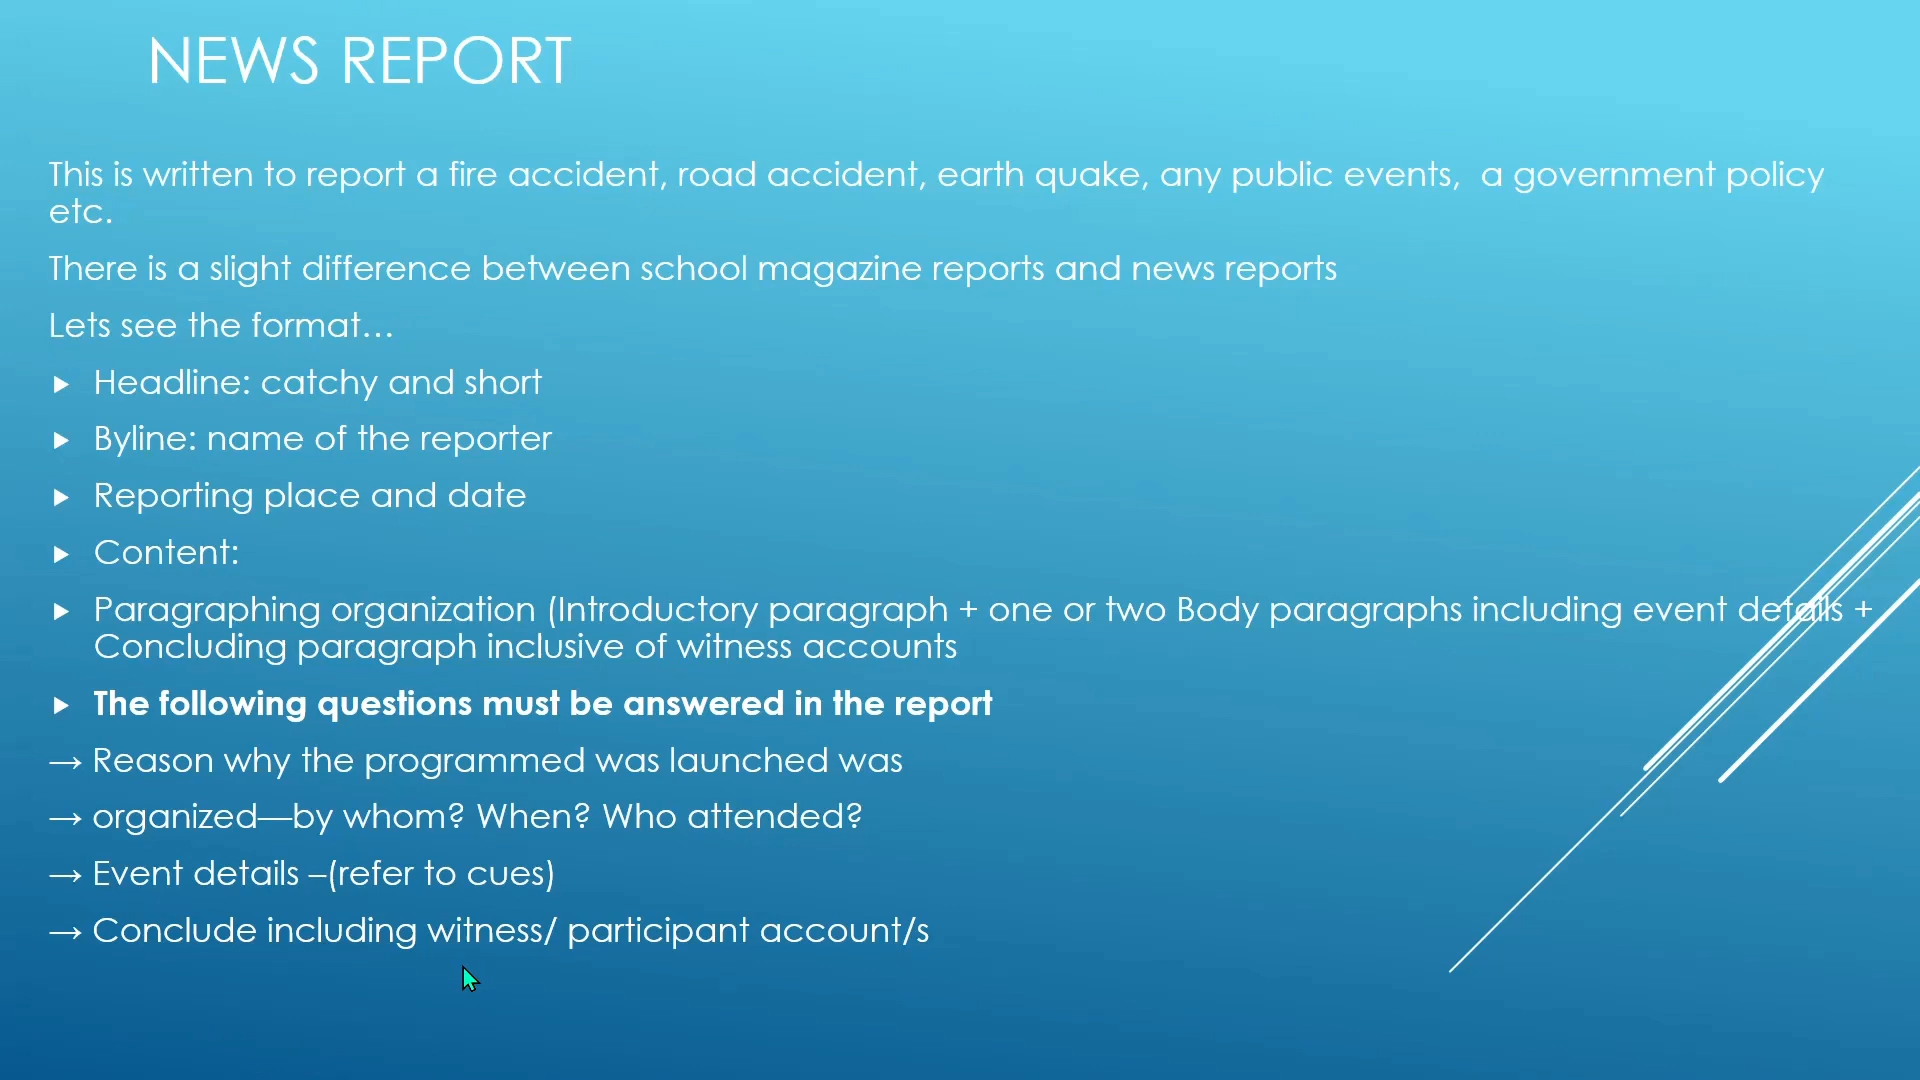 NEWS REPORT
This is written to report a fire accident, road accident, earth quake, any public events,  a government policy
etc.
There is a slight difference between school magazine reports and news reports
Lets see the format…
▶ Headline: catchy and short
▶ Byline: name of the reporter
▶ Reporting place and date
▶ Content:
▶ Paragraphing organization (Introductory paragraph + one or two Body paragraphs including event details +
Concluding paragraph inclusive of witness accounts
▶ The following questions must be answered in the report
→ Reason why the programmed was launched was
→ organized—by whom? When? Who attended?
→ Event details –(refer to cues)
→ Conclude including witness/ participant account/s